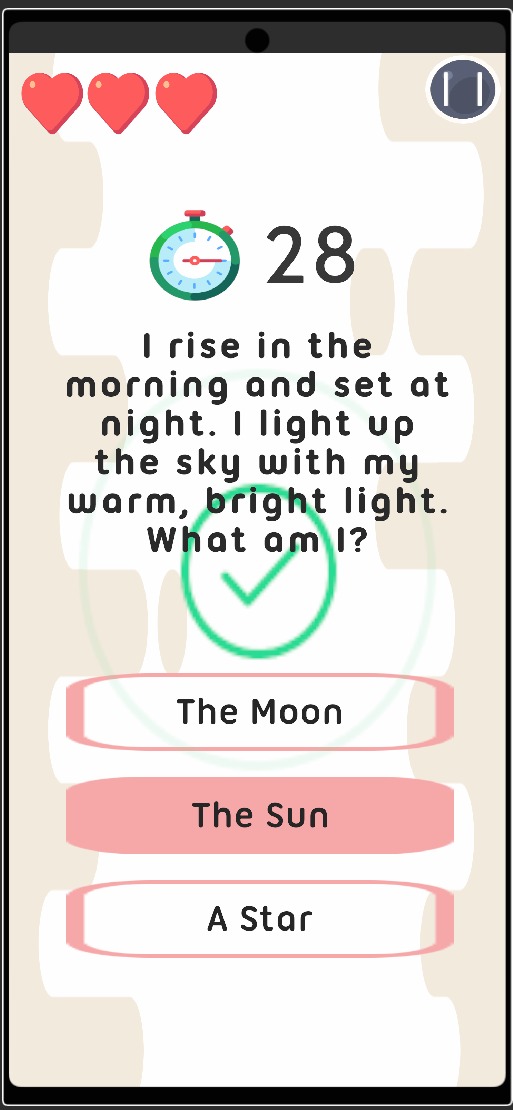 28
I rise in the
morning and set at
night. I light up
the sky with my
warm, bright light.
What am I?
The Moon
The Sun
A Star